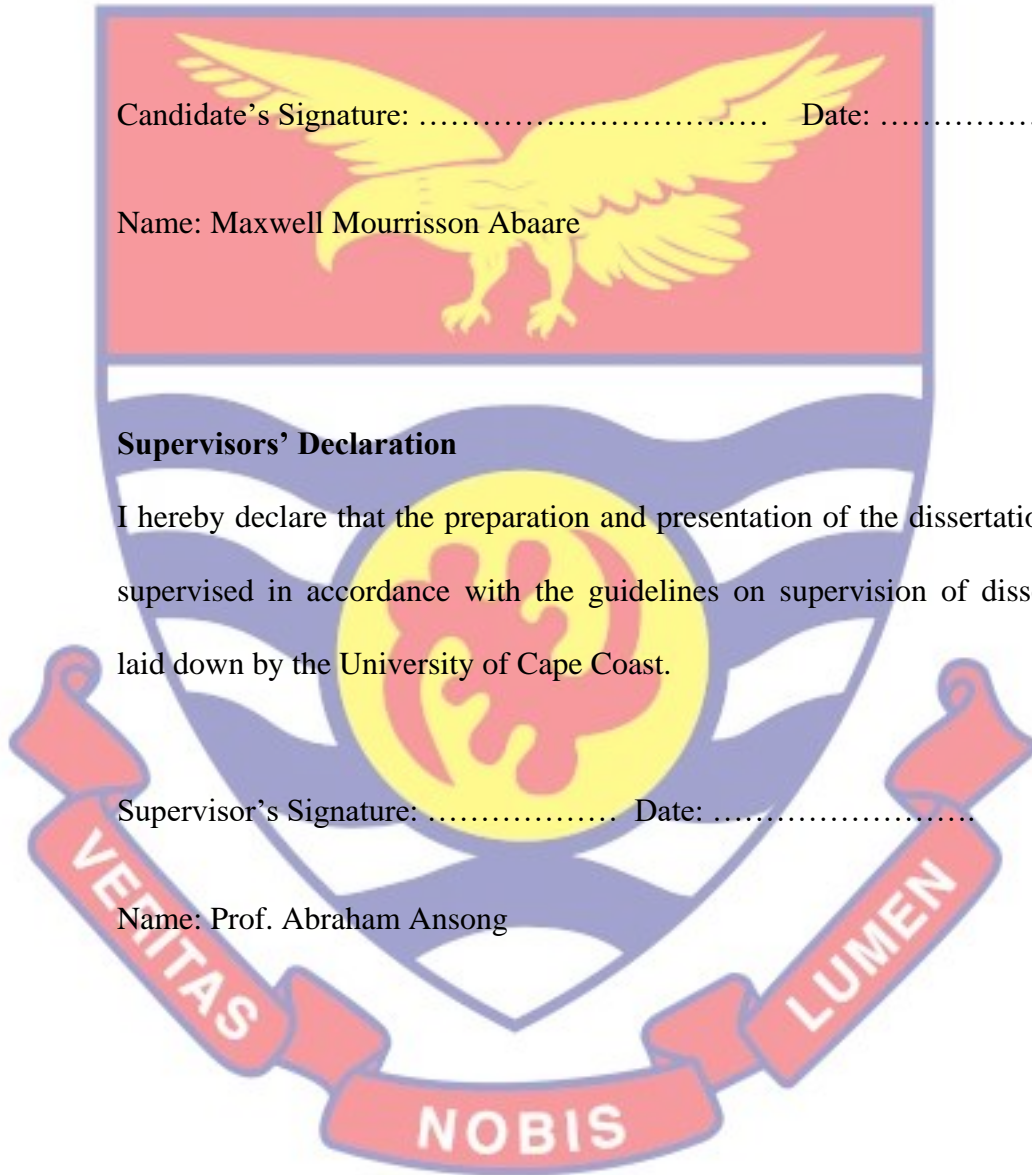 Candidate’s Signature: …………………………… Date: ……………
Name: Maxwell Mourrisson Abaare
Supervisors’ Declaration
I hereby declare that the preparation and presentation of the
supervised in accordance with the guidelines on supervision of
laid down by the University of Cape Coast.
Supervisor’s Signature: ……………… Date: …………………….
Name: Prof. Abraham Ansong
VERITAS
NOBIS
LUMEN